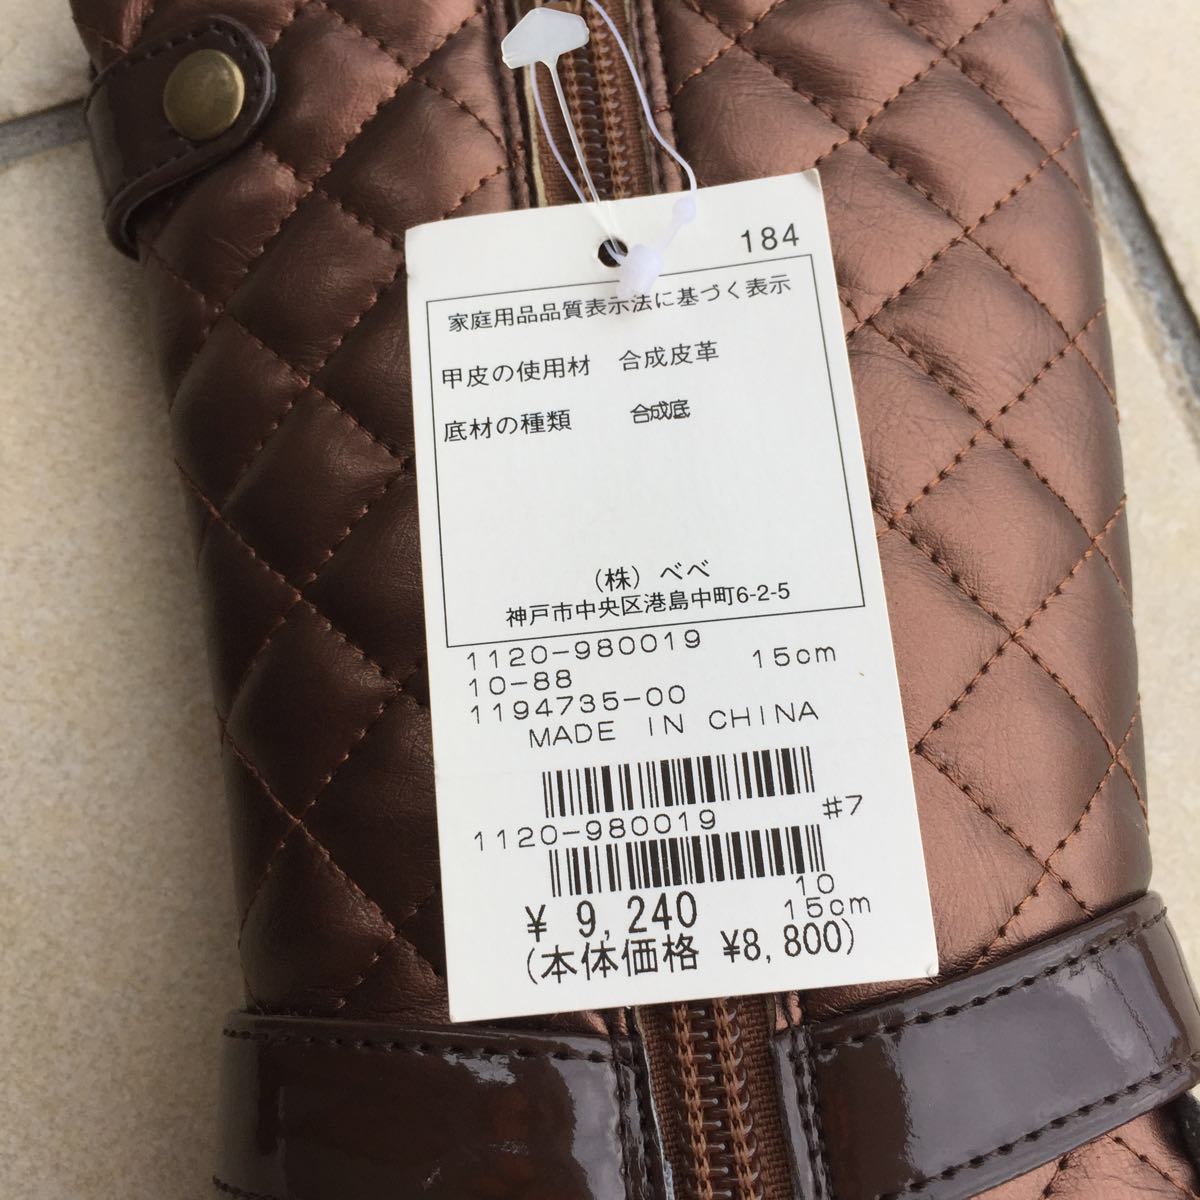 184
家庭用品品質表示法に基づく表示
甲皮の使用材 合成皮革
底材の種類 合成底
（株）べべ
神戸市中央区港島中町6-2-5
1120-980019
10-88 15cm
1194735-00
MADE IN CHINA
1120-980019 #7
10
¥ 9,240 15cm
(本体価格 ¥8,800)